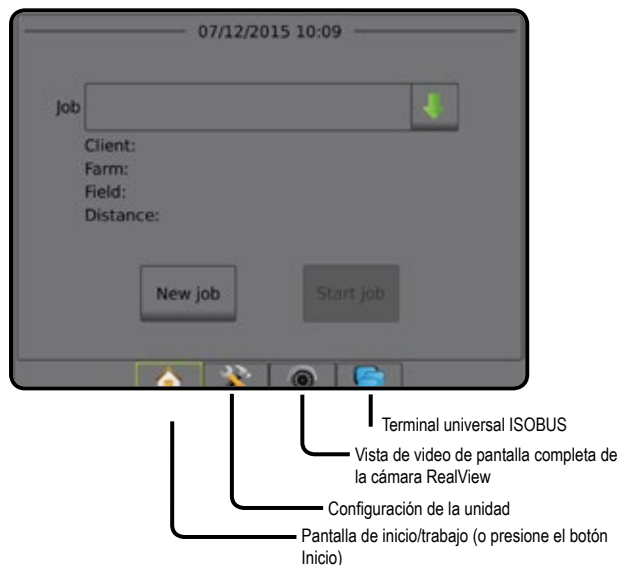 07/12/2015 10:09
Job
Client:
Farm:
Field:
Distance:
New job
Start job
Terminal universal ISOBUS
Vista de video de pantalla completa de
la cámara RealView
Configuración de la unidad
Pantalla de inicio/trabajo (o presione el botón
Inicio)